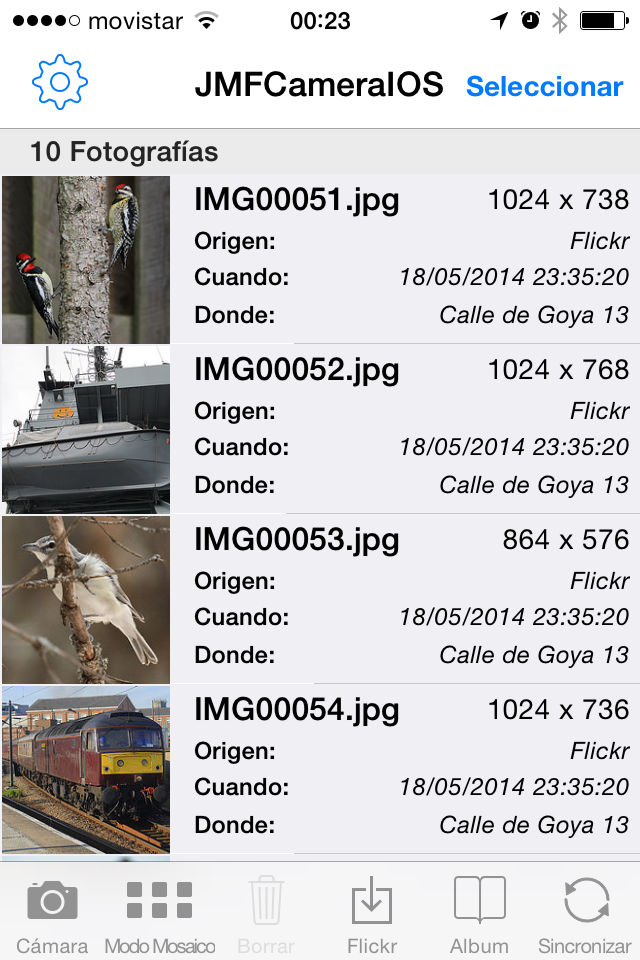 movistar 00:23
JMFCameraIOS Seleccionar
10 Fotografías
IMG00051.jpg 1024 x 738
Origen: Flickr
Cuando: 18/05/2014 23:35:20
Donde: Calle de Goya 13
IMG00052.jpg 1024 x 768
Origen: Flickr
Cuando: 18/05/2014 23:35:20
Donde: Calle de Goya 13
IMG00053.jpg 864 x 576
Origen: Flickr
Cuando: 18/05/2014 23:35:20
Donde: Calle de Goya 13
IMG00054.jpg 1024 x 736
Origen: Flickr
Cuando: 18/05/2014 23:35:20
Donde: Calle de Goya 13
Cámara Modo Mosaico Borrar Flickr Album Sincronizar